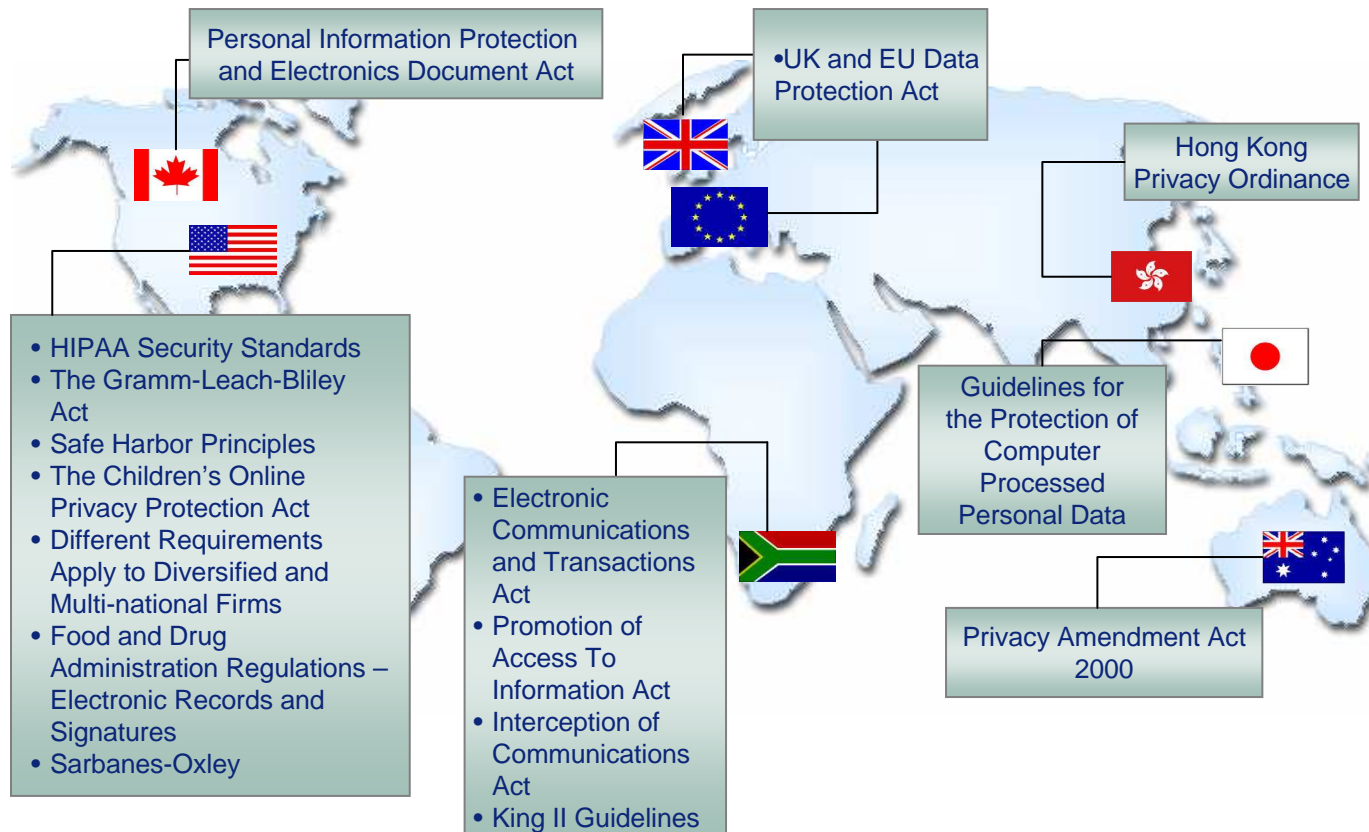 Personal Information Protection
and Electronics Document Act
•UK and EU Data
Protection Act
Hong Kong
Privacy Ordinance
• HIPAA Security Standards
• The Gramm-Leach-Bliley
Act
• Safe Harbor Principles
• The Children's Online
Privacy Protection Act
• Different Requirements
Apply to Diversified and
Multi-national Firms
• Food and Drug
Administration Regulations –
Electronic Records and
Signatures
• Sarbanes-Oxley
• Electronic
Communications
and Transactions
Act
• Promotion of
Access To
Information Act
• Interception of
Communications
Act
• King II Guidelines
Guidelines for
the Protection of
Computer
Processed
Personal Data
Privacy Amendment Act
2000